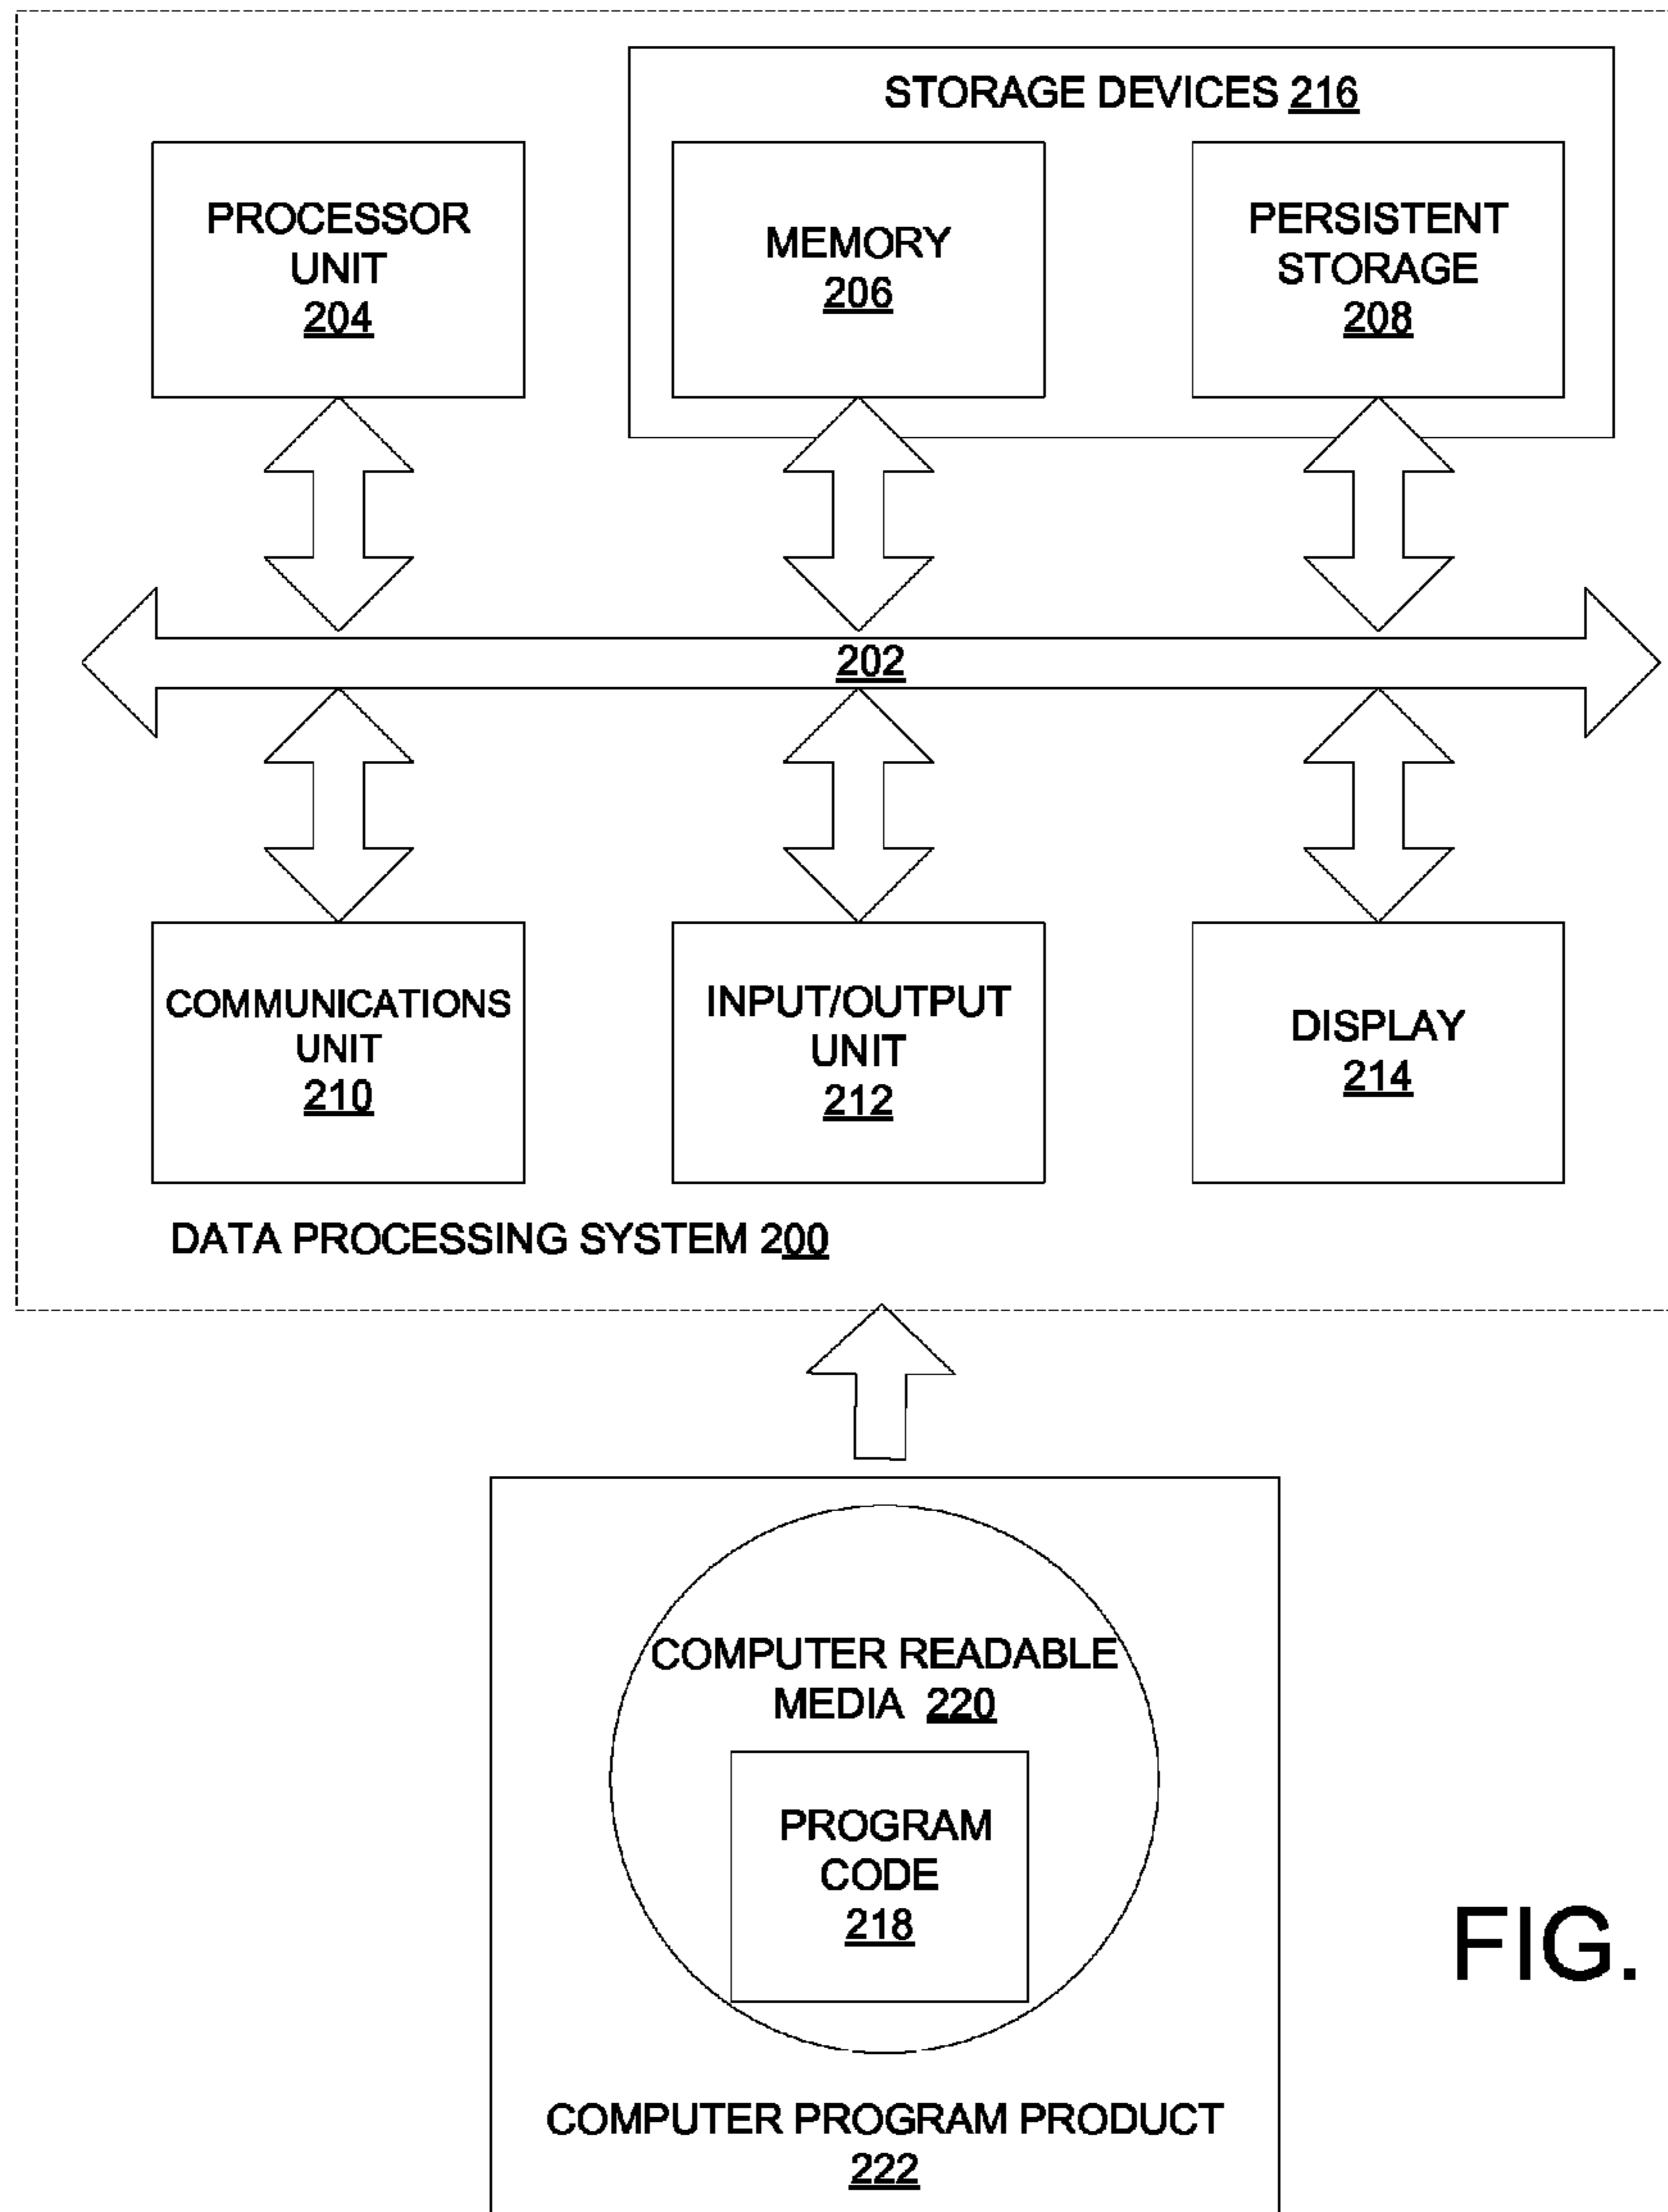 STORAGE DEVICES 216
PROCESSOR
UNIT
204
MEMORY
206
PERSISTENT
STORAGE
208
202
COMMUNICATIONS
UNIT
210
INPUT/OUTPUT
UNIT
212
DISPLAY
214
DATA PROCESSING SYSTEM 200
COMPUTER READABLE
MEDIA 220
PROGRAM
CODE
218
FIG.
COMPUTER PROGRAM PRODUCT
222